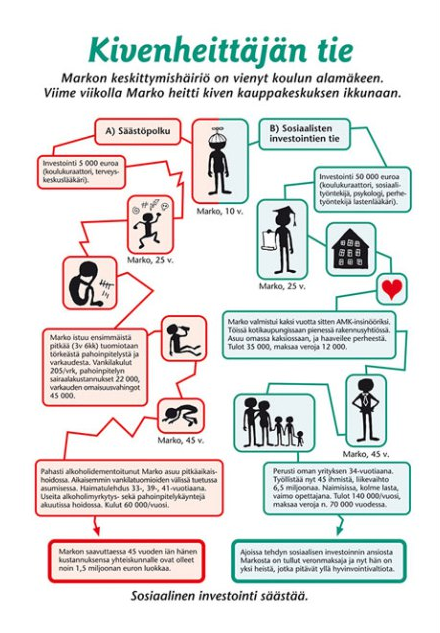 Kivenheittäjän tie
Markon keskittymishäiriö on vienyt koulun alamäkeen.
Viime viikolla Marko heitti kiven kauppakeskuksen ikkunaan.
A) Säästöpolku
B) Sosiaalisten
investointien tie
Marko, 10 v.
Investointi 5 000 euroa
(koulukuraattori, terveys-
keskuslääkäri).
Investointi 50 000 euroa
(koulukuraattori, sosiaali-
työntekijä, psykologi, perhe-
työntekijä lastenlääkäri).
Marko, 25 v.
Marko, 25 v.
Marko istuu ensimmäistä
pitkää (3v 6kk) tuomiotaan
törkeästä pahoinpitelystä ja
varkaudesta. Vankilakulut
205/vrk, pahoinpitelyn
sairaalakustannukset 22 000,
varkauden omaisuusvahingot
45 000.
Marko valmistui kaksi vuotta sitten AMK-insinööriksi.
Töissä kotikaupungissaan pienessä rakennusyhtiössä.
Asuu omassa kaksiossaan, ja haaveilee perheestä.
Tulot 35 000, maksaa veroja 12 000.
Marko, 45 v.
Marko, 45 v.
Pahasti alkoholidementoitunut Marko asuu pitkäaikais-
hoidossa. Aikaisemmin vankilatuomioiden välissä tuetussa
asumisessa. Haimatulehdus 33-, 39-, 41-vuotiaana.
Useita alkoholimyrkytys- sekä pahoinpitelykäyntejä
akuutissa hoidossa. Kulut 60 000/vuosi.
Perusti oman yrityksen 34-vuotiaana.
Työllistää nyt 45 ihmistä, liikevaihto
6,5 miljoonaa. Naimisissa, kolme lasta,
vaimo opettajana. Tulot 140 000/vuosi,
maksaa veroja n. 70 000 vuodessa.
Markon saavuttaessa 45 vuoden iän hänen
kustannuksensa yhteiskunnalle ovat olleet
noin 1,5 miljoonan euron luokkaa.
Ajoissa tehdyn sosiaalisen investoinnin ansiosta
Markosta on tullut veronmaksaja ja nyt hän on
yksi heistä, jotka pitävät yllä hyvinvointivaltiota.
Sosiaalinen investointi säästää.